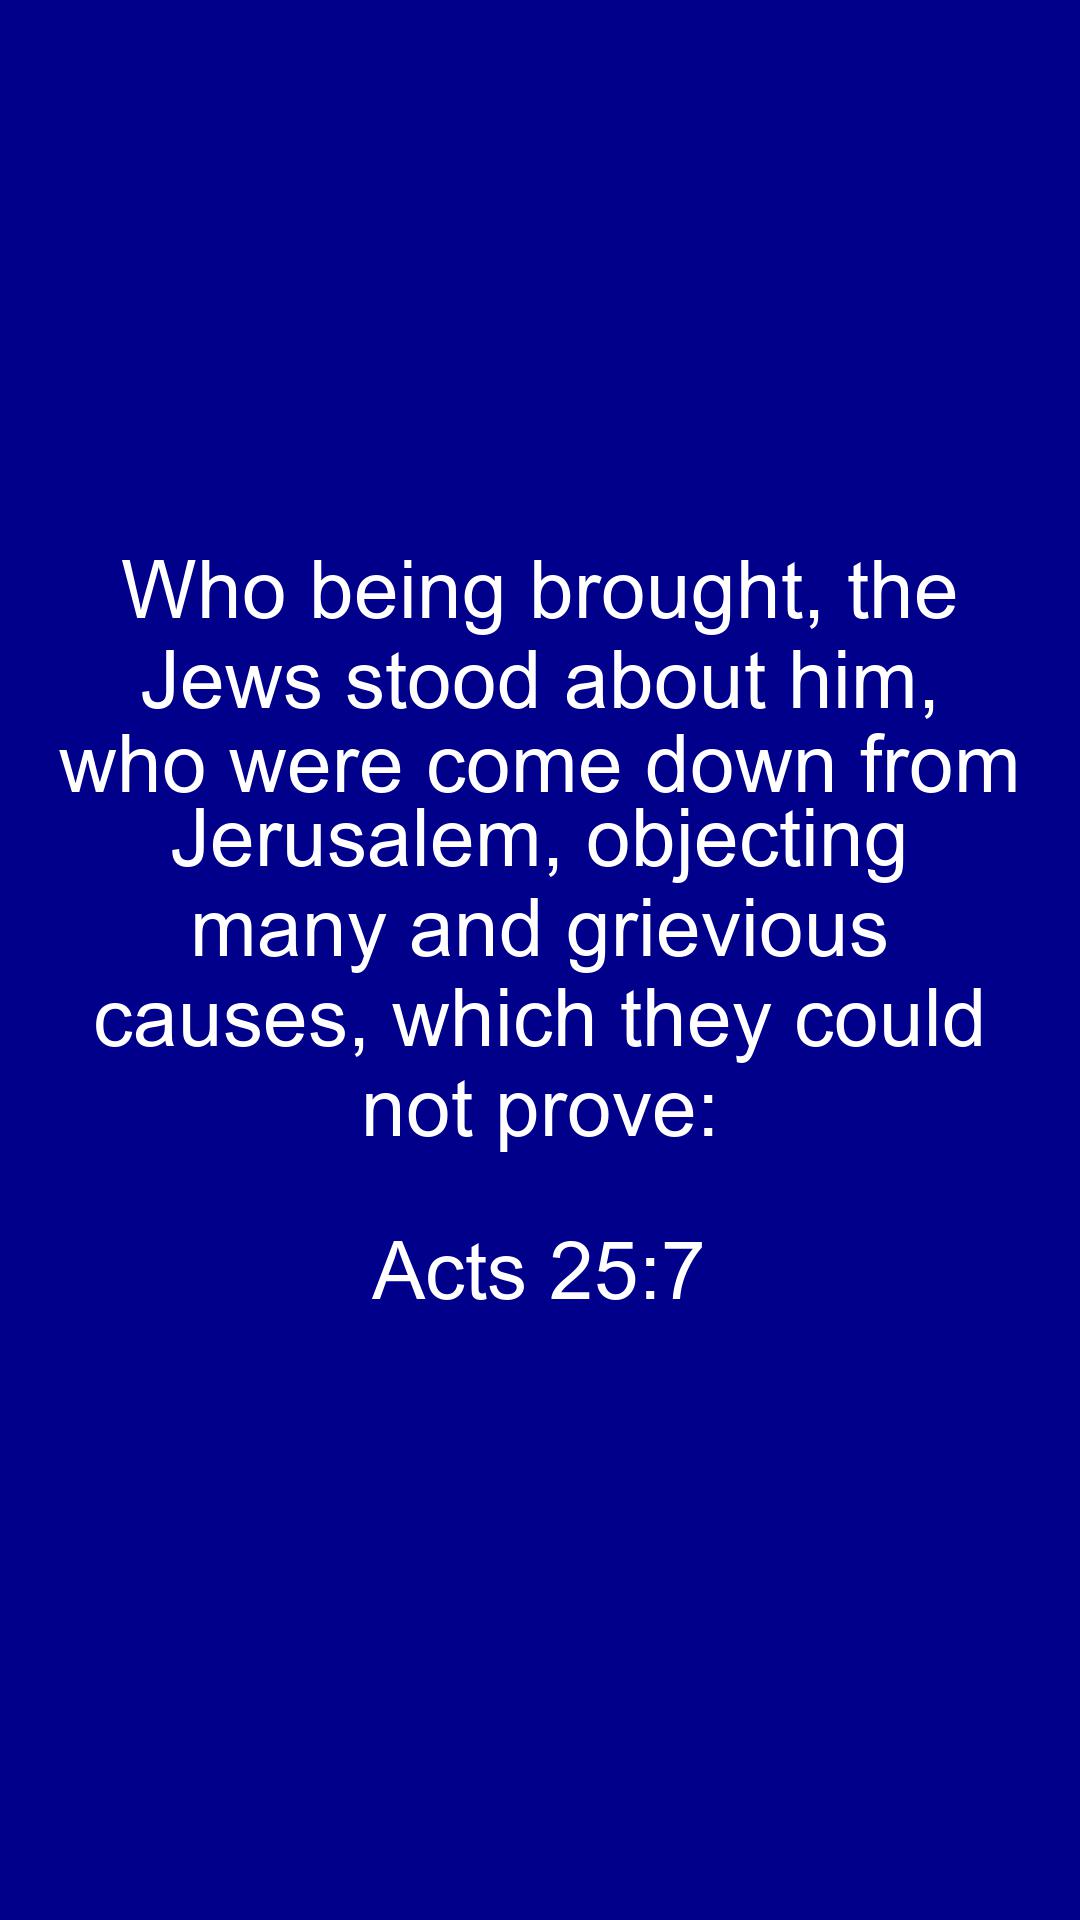 Who being brought, the
Jews stood about him,
who were come down from
Jerusalem, objecting
many and grievious
causes, which they could
not prove:
Acts 25:7